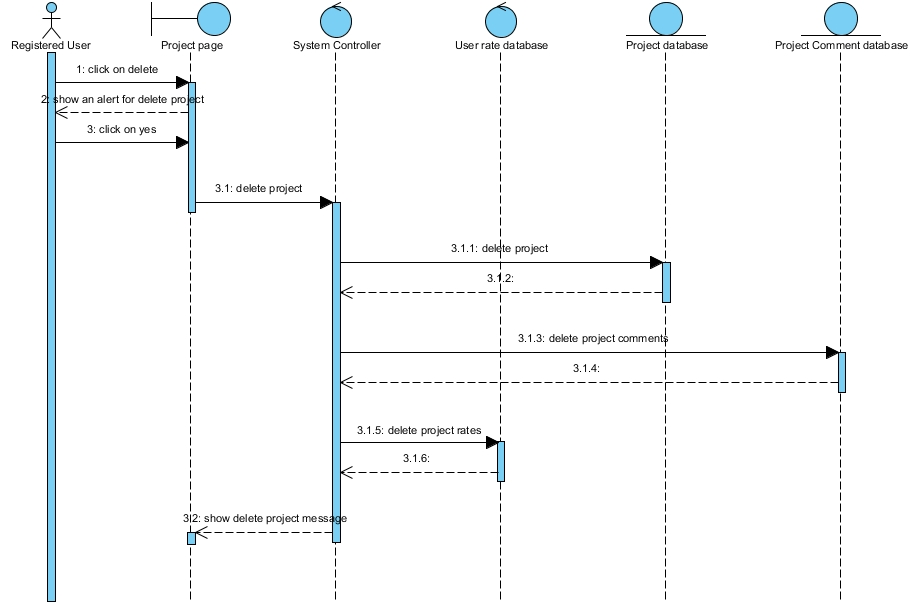 Registered User
Project page
System Controller
User rate database
Project database
Project Comment database
1: click on delete
2: show an alert for delete project
3: click on yes
3.1: delete project
3.1.1: delete project
3.1.2:
3.1.3: delete project comments
3.1.4:
3.1.5: delete project rates
3.1.6:
3.2: show delete project message